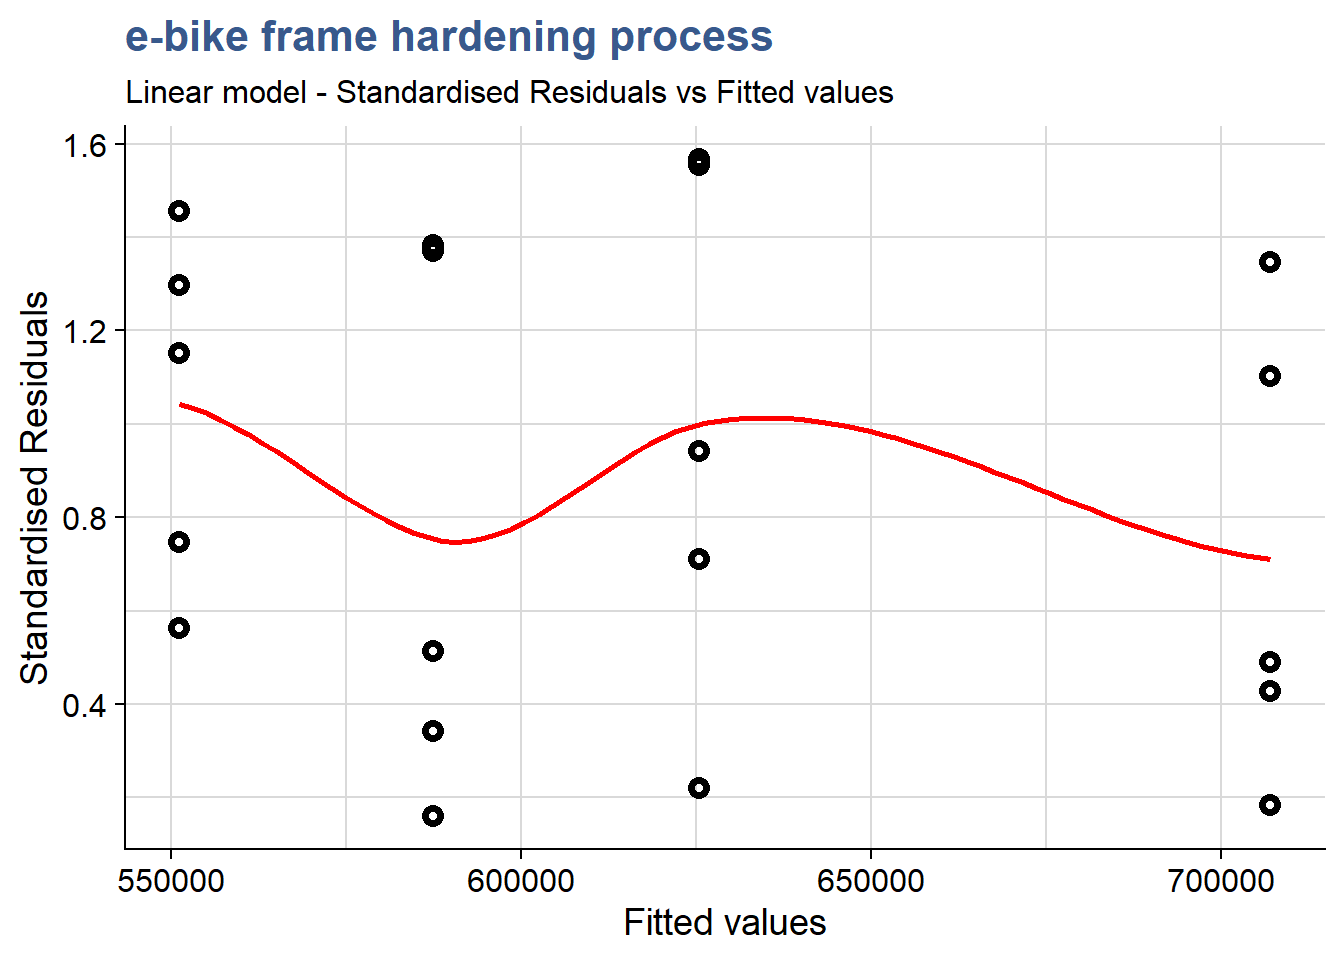 e-bike frame hardening process
Linear model - Standardised Residuals vs Fitted values
Standardised Residuals
1.6
1.2
0.8
0.4
550000
600000
650000
700000
Fitted values